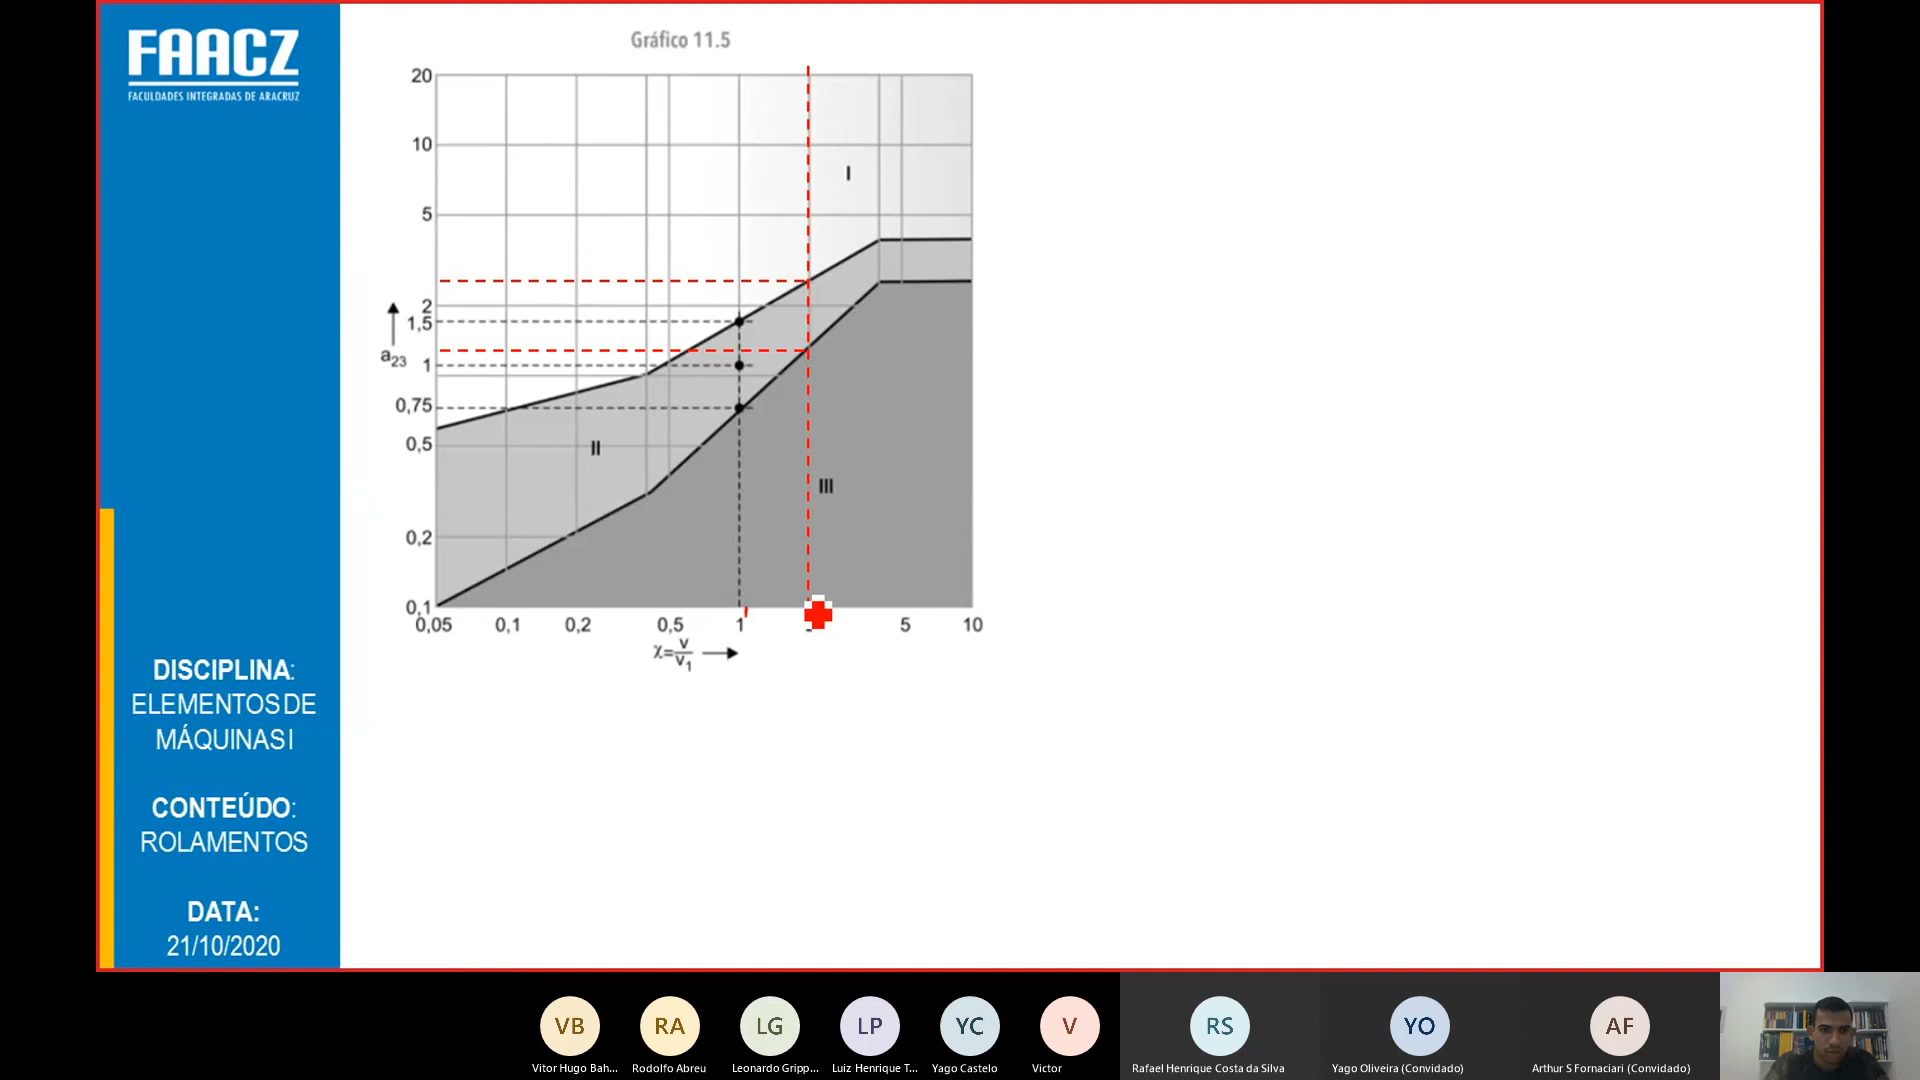 FAACZ
FACULDADES INTEGRADAS DE ARACRUZ
Gráfico 11.5
20
10
5
2
1,5
a23
1
0,75
0,5
0,2
0,1
I
II
III
0,05 0,1 0,2 0,5 1 5 10
χ=v/v1
DISCIPLINA:
ELEMENTOS DE
MÁQUINAS I
CONTEÚDO:
ROLAMENTOS
DATA:
21/10/2020
VB RA LG LP YC V RS YO AF
Vitor Hugo Bah... Rodolfo Abreu Leonardo Gripp... Luiz Henrique T... Yago Castelo Victor Rafael Henrique Costa da Silva Yago Oliveira (Convidado) Arthur S Fornaciari (Convidado)